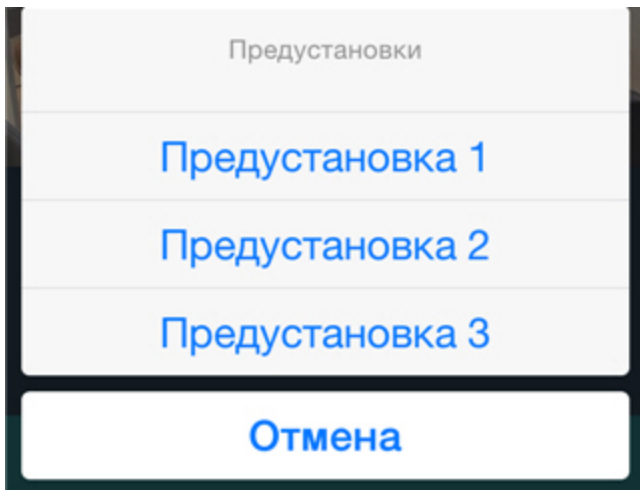 Предустановки
Предустановка 1
Предустановка 2
Предустановка 3
Отмена